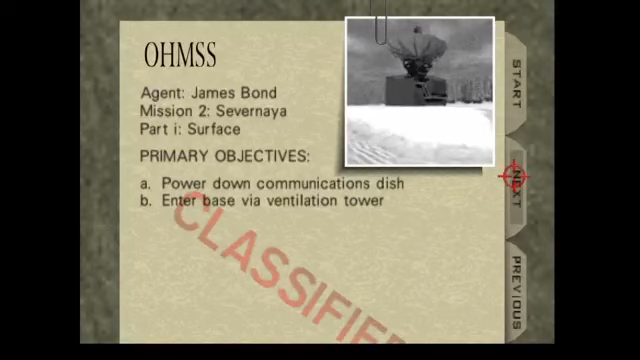 OHMSS
Agent: James Bond
Mission 2: Severnaya
Part i: Surface
PRIMARY OBJECTIVES:
a. Power down communications dish
b. Enter base via ventilation tower
CLASSIFIE
START
NEXT
PREVIOUS